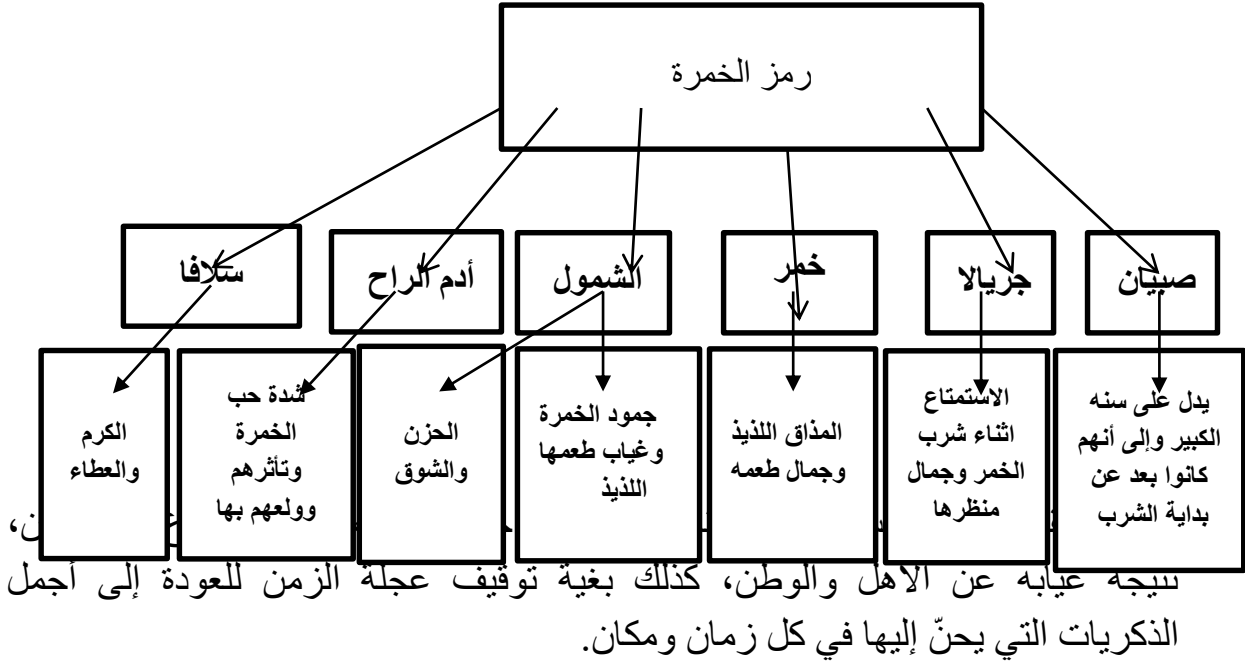 رمز الخمرة
صبيان
جريالا
خمر
الشمول
أدم الراح
سلافا
يدل على سنه
الكبير وإلى أنهم
كانوا بعد عن
بداية الشرب
الاستمتاع
اثناء شرب
الخمر وجمال
منظرها
المذاق اللذيذ
وجمال طعمه
جمود الخمرة
وغياب طعمها
اللذيذ
الحزن
والشوق
شدة حب
الخمرة
وتأثرهم
وولعهم بها
الكرم
والعطاء
نتيجة غيابه عن الاهل والوطن، كذلك بغية توقيف عجلة الزمن للعودة إلى أجمل
الذكريات التي يحنّ إليها في كل زمان ومكان.